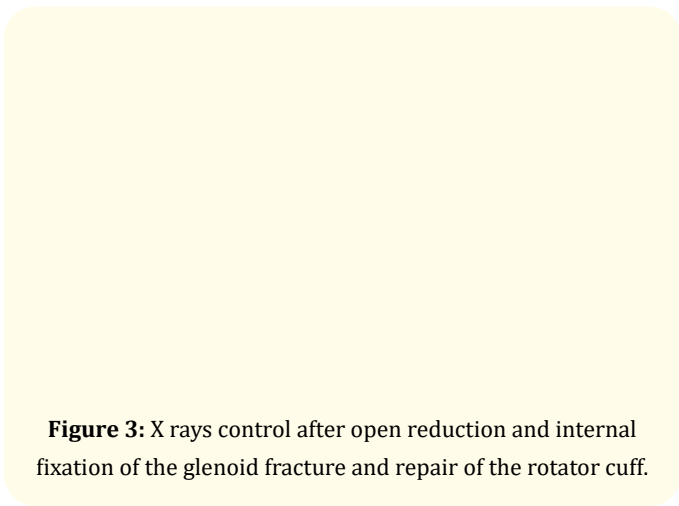 Figure 3: X rays control after open reduction and internal
fixation of the glenoid fracture and repair of the rotator cuff.